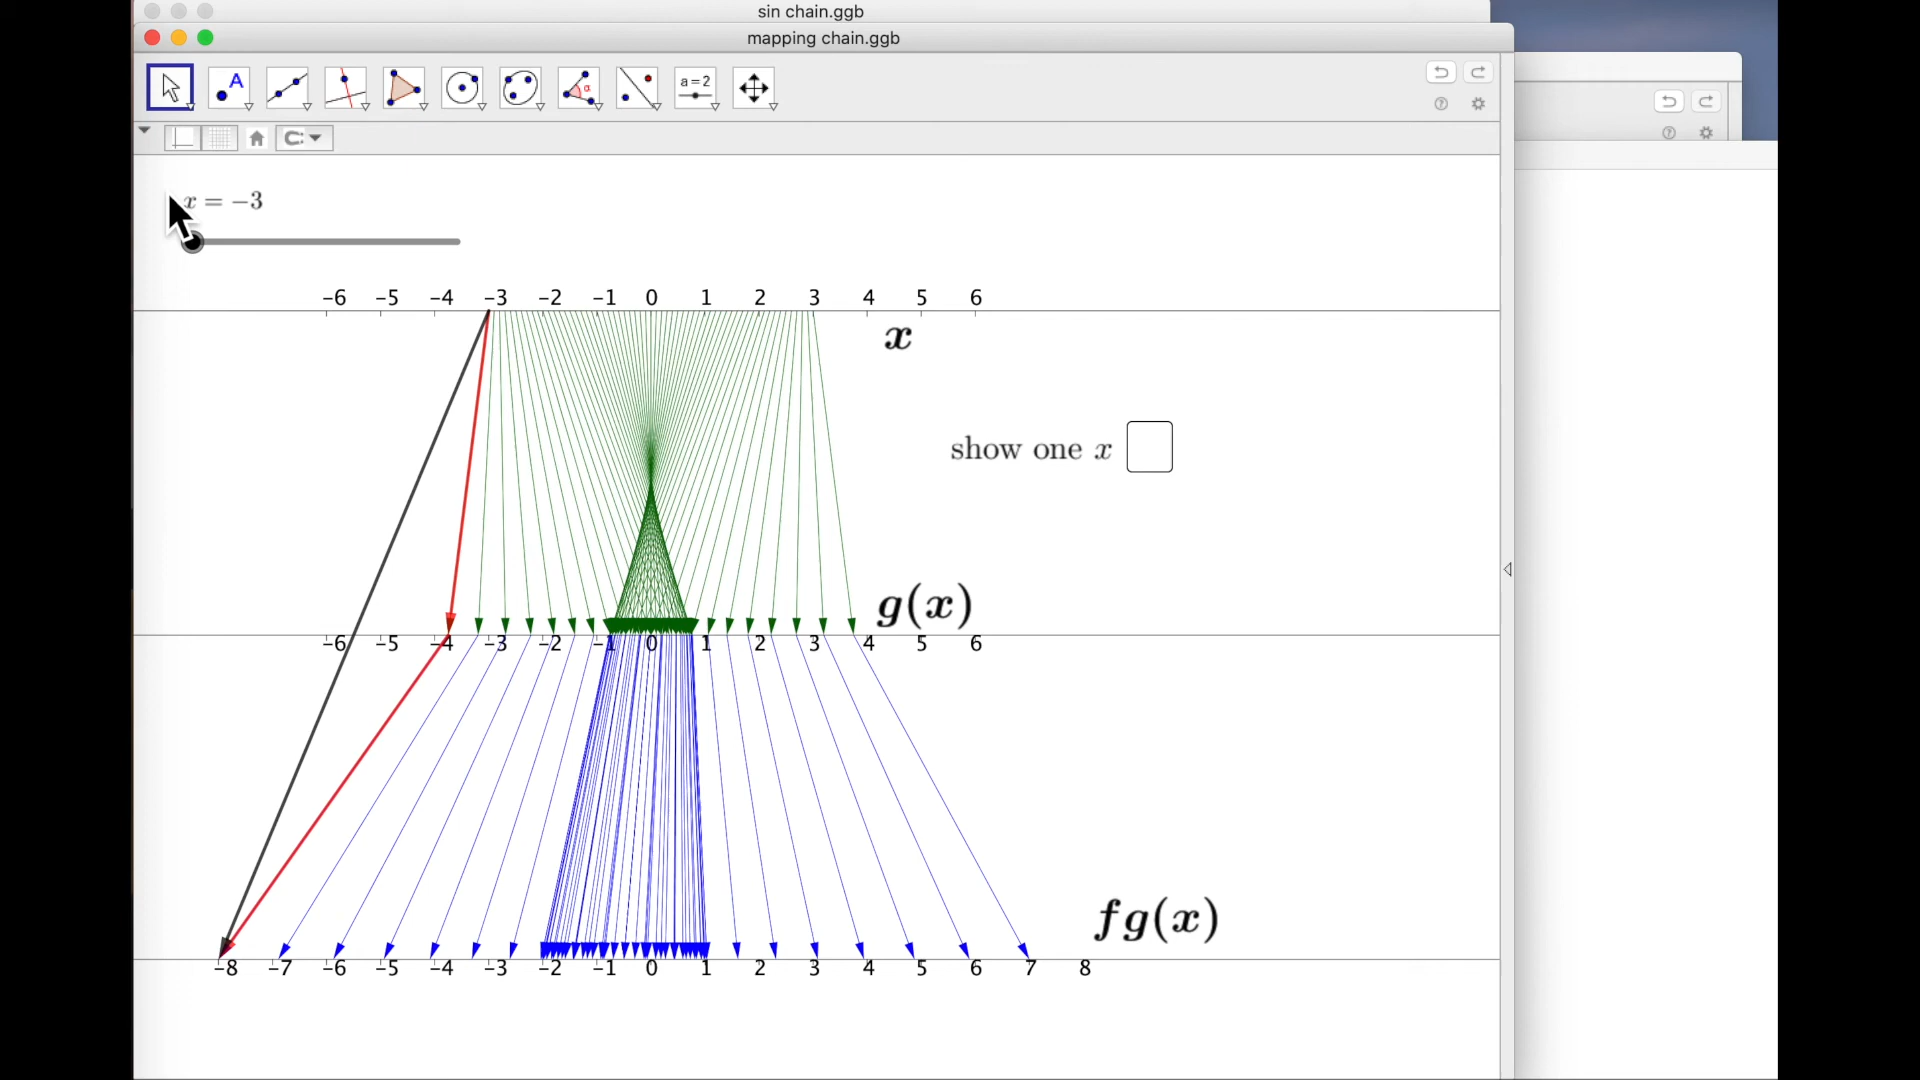 sin chain.ggb
mapping chain.ggb
A
α
a=2
x = −3
−6 −5 −4 −3 −2 −1 0 1 2 3 4 5 6
x
show one x
g(x)
−6 −5 −4 −3 −2 −1 0 1 2 3 4 5 6
fg(x)
−8 −7 −6 −5 −4 −3 −2 −1 0 1 2 3 4 5 6 7 8